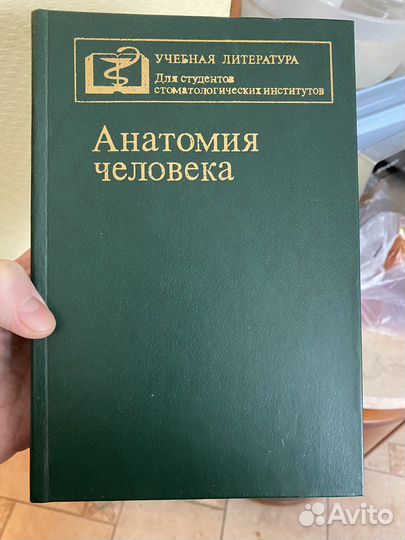 УЧЕБНАЯ ЛИТЕРАТУРА
Для студентов
стоматологических институтов
Анатомия
человека
Avito